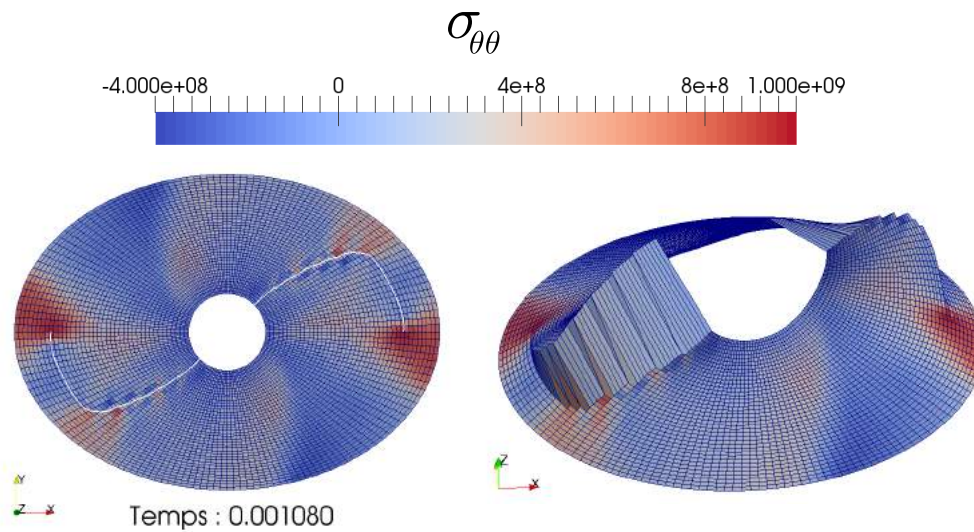 σθθ
-4.000e+08 0 4e+8 8e+8 1.000e+09
Y
Z X
Z
X
Temps : 0.001080